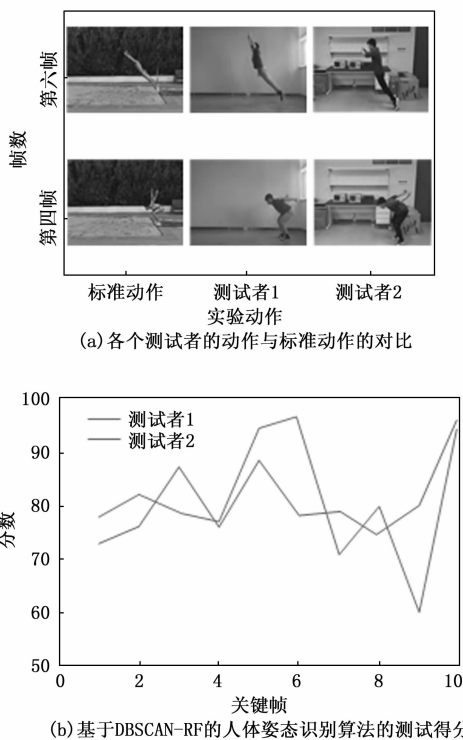 帧数
第六帧
第四帧
标准动作 测试者1 测试者2
实验动作
(a)各个测试者的动作与标准动作的对比
100
90
80
70
60
50
分数
测试者1
测试者2
0 2 4 6 8 10
关键帧
(b)基于DBSCAN-RF的人体姿态识别算法的测试得分